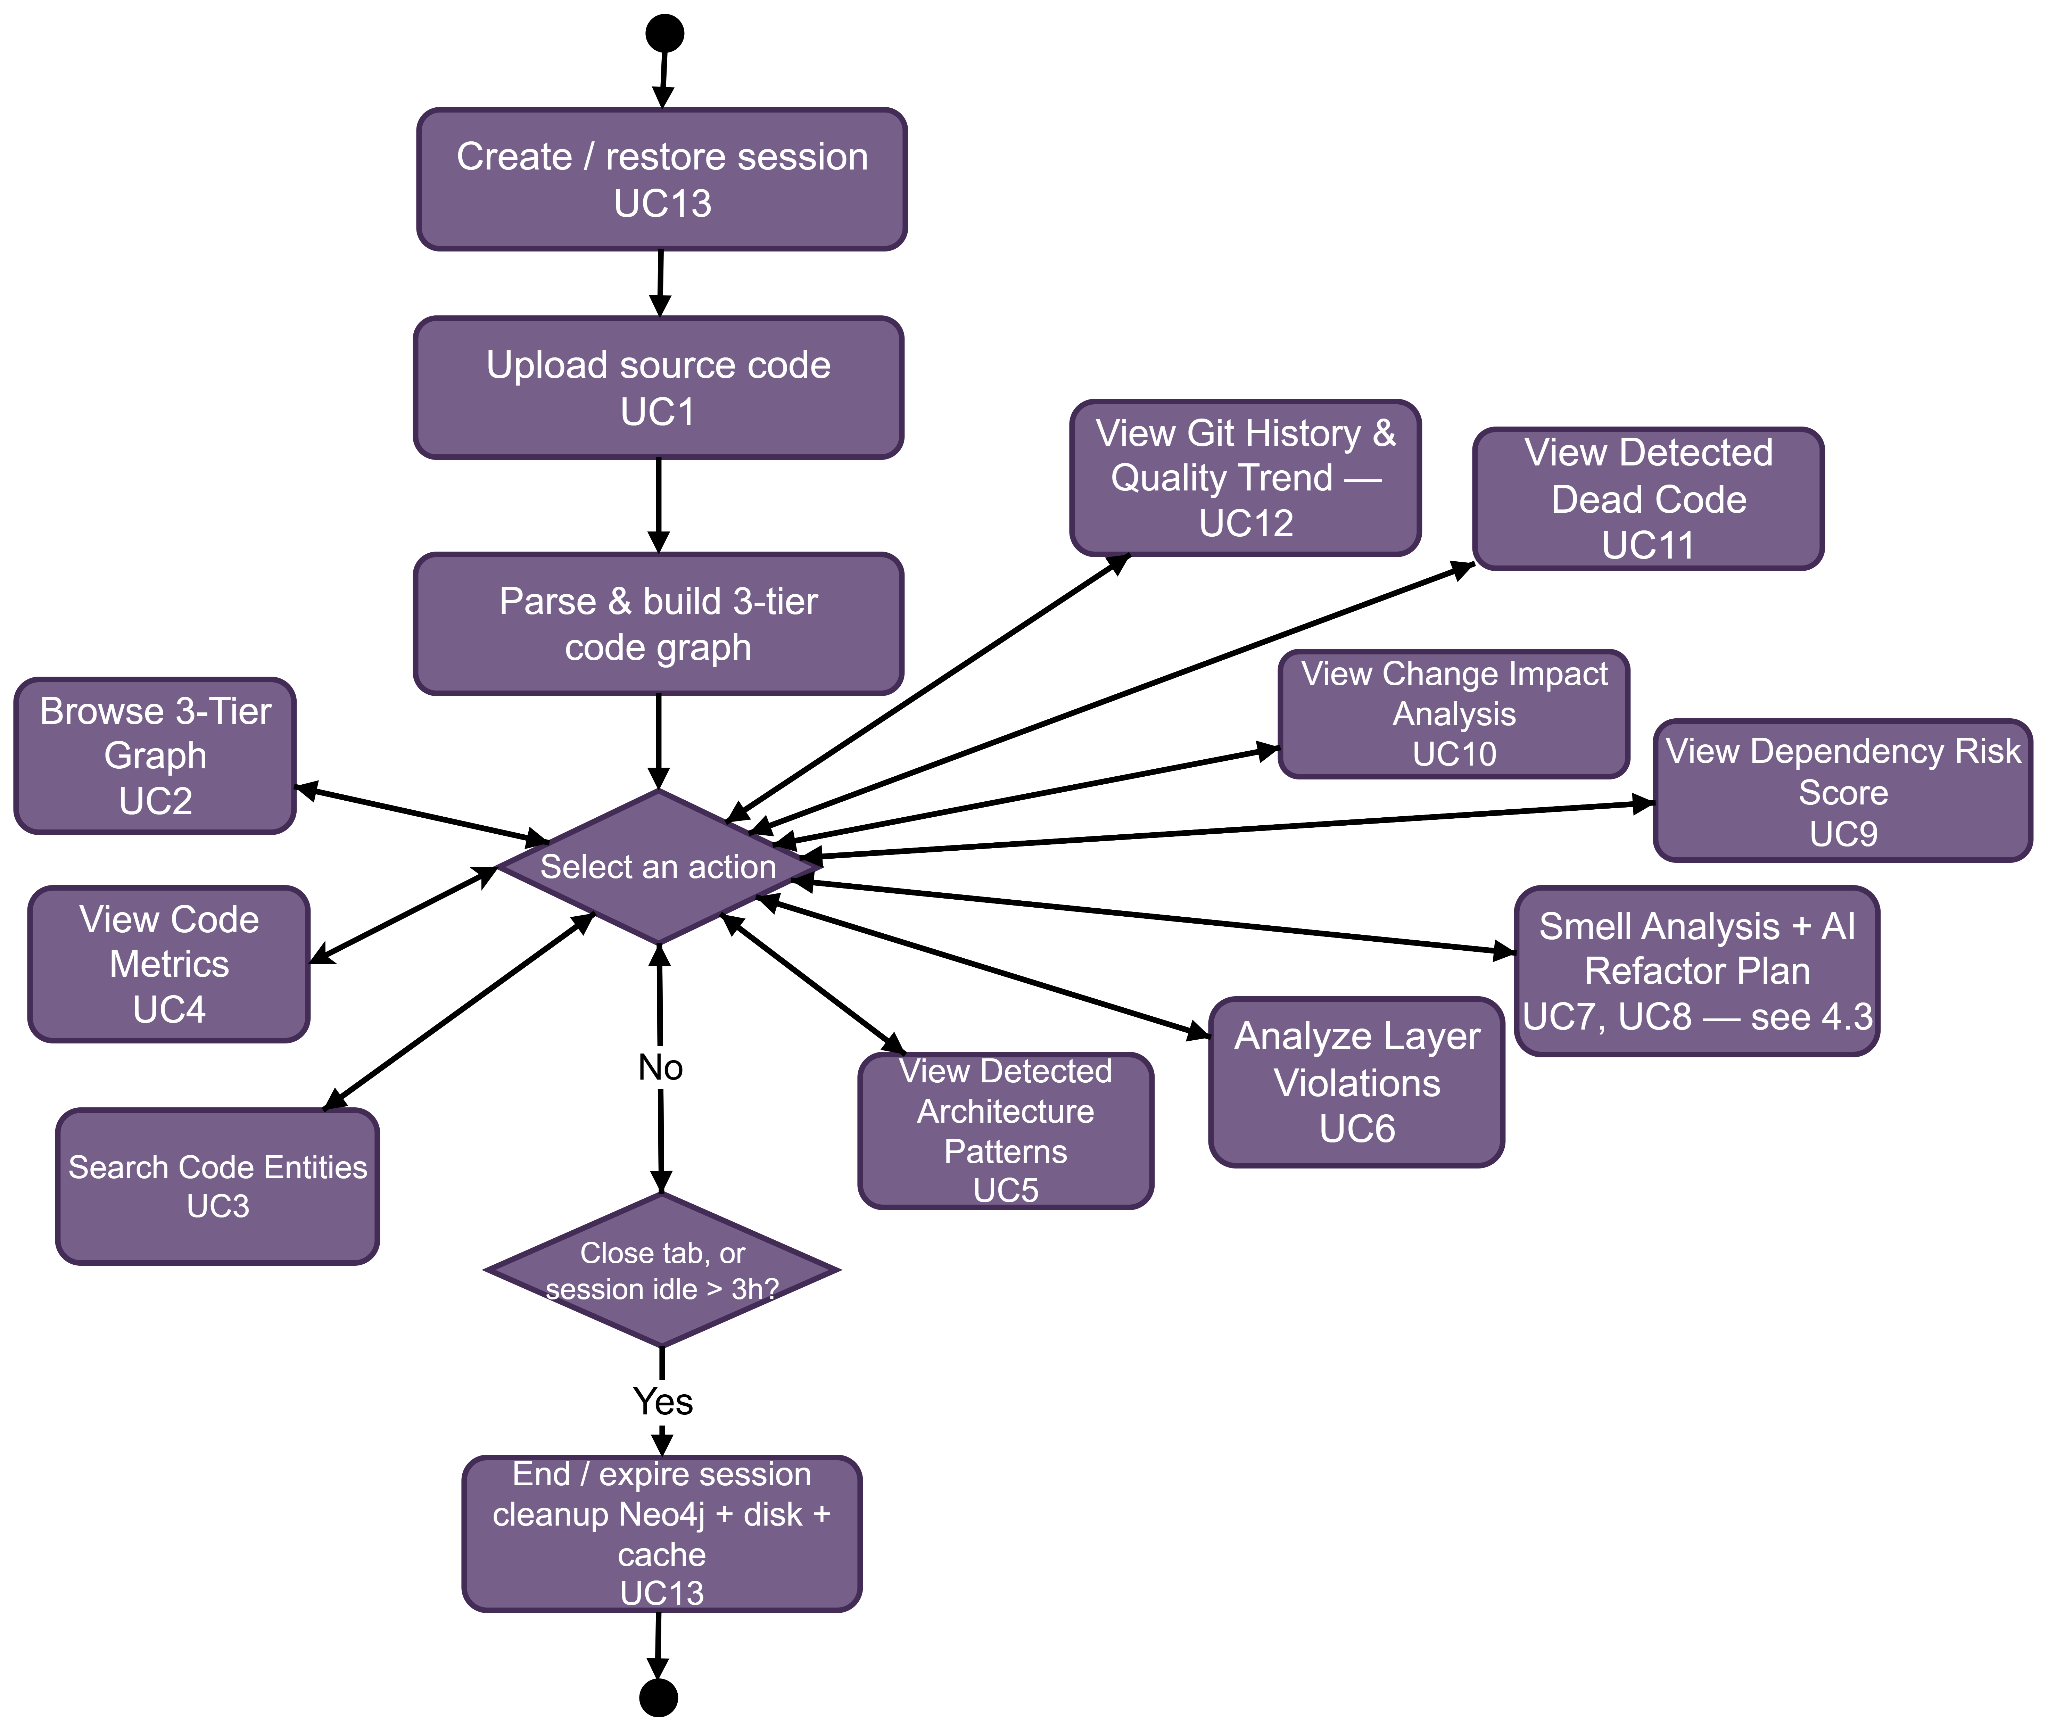 Create / restore session
UC13
Upload source code
UC1
View Git History &
Quality Trend —
UC12
View Detected
Dead Code
UC11
Parse & build 3-tier
code graph
View Change Impact
Analysis
UC10
Browse 3-Tier
Graph
UC2
View Dependency Risk
Score
UC9
Select an action
View Code
Metrics
UC4
Smell Analysis + AI
Refactor Plan
UC7, UC8 — see 4.3
Analyze Layer
Violations
UC6
No
View Detected
Architecture
Patterns
UC5
Search Code Entities
UC3
Close tab, or
session idle > 3h?
Yes
End / expire session
cleanup Neo4j + disk +
cache
UC13